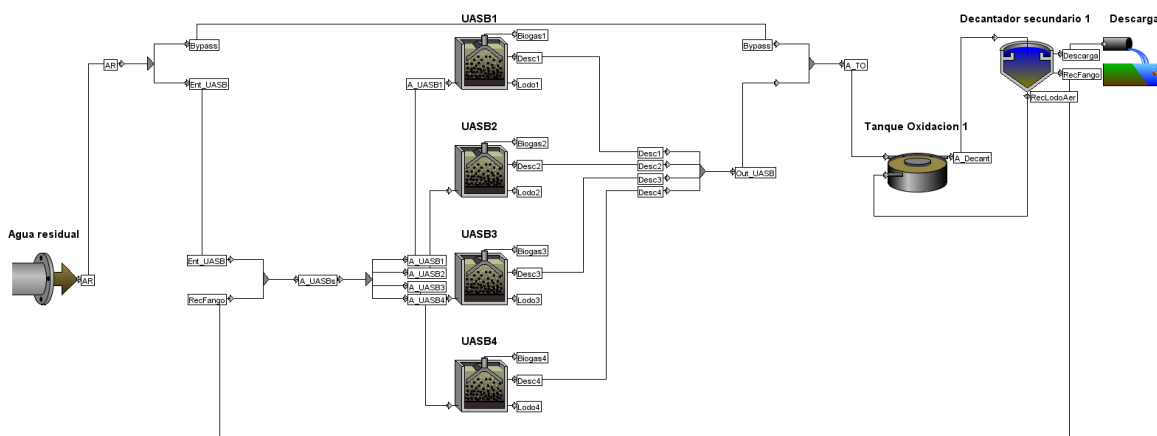 UASB1
Decantador secundario 1
Descarga
Biogas1
Bypass
Bypass
Descarga
AR
Desc1
A_TO
RecFango
Ent_UASB
A_UASB1
Lodo1
RecLodoAer
UASB2
Tanque Oxidacion 1
Biogas2
Desc1
A_Decant
Desc2
Desc2
Out_UASB
Desc3
Lodo2
Desc4
Agua residual
UASB3
Biogas3
Ent_UASB
A_UASB1
A_UASB2
Desc3
AR
A_UASBs
A_UASB3
RecFango
A_UASB4
Lodo3
UASB4
Biogas4
Desc4
Lodo4